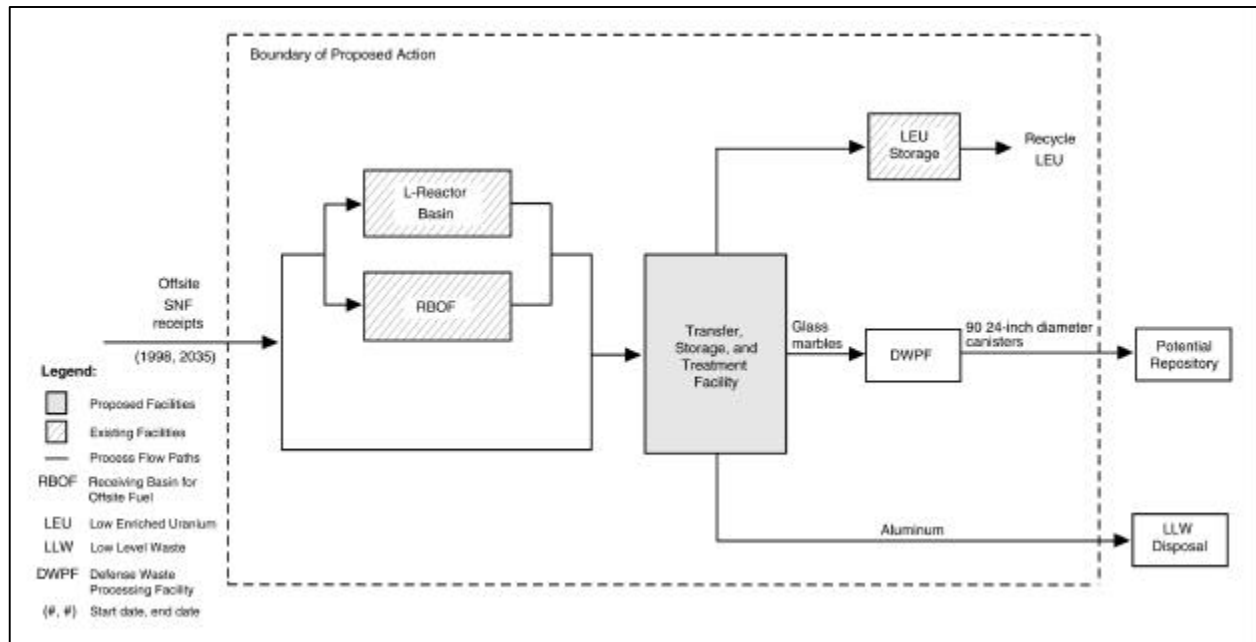 Boundary of Proposed Action
LEU
Storage
Recycle
LEU
L-Reactor
Basin
RBOF
Offsite
SNF
receipts
(1998, 2035)
Transfer,
Storage, and
Treatment
Facility
Glass
marbles
DWPF
90 24-inch diameter
canisters
Potential
Repository
Aluminum
LLW
Disposal
Legend:
Proposed Facilities
Existing Facilities
Process Flow Paths
RBOF Receiving Basin for
Offsite Fuel
LEU Low Enriched Uranium
LLW Low Level Waste
DWPF Defense Waste
Processing Facility
(#, #) Start date, end date